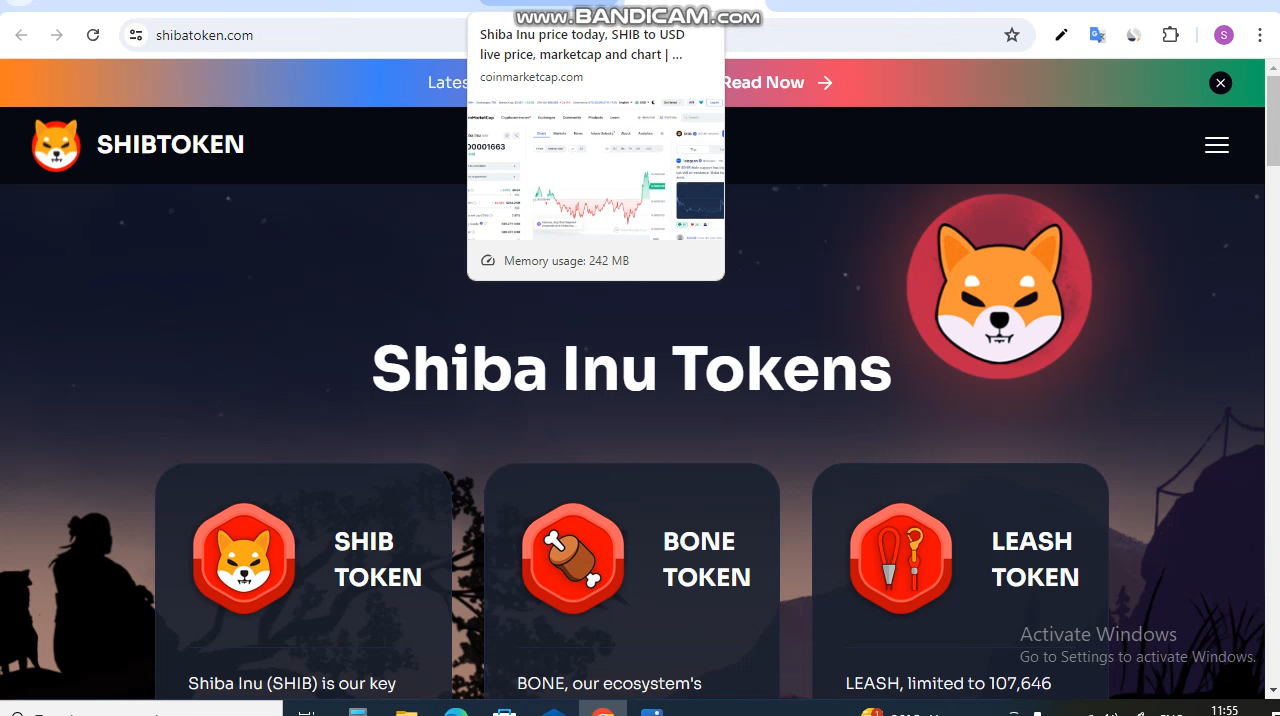 www.BANDICAM.com
shibatoken.com
S
Shiba Inu price today, SHIB to USD
live price, marketcap and chart | ...
coinmarketcap.com
Read Now
SHIBTOKEN
Memory usage: 242 MB
Shiba Inu Tokens
SHIB
TOKEN
BONE
TOKEN
LEASH
TOKEN
Activate Windows
Go to Settings to activate Windows.
Shiba Inu (SHIB) is our key
BONE, our ecosystem's
LEASH, limited to 107,646
11:55